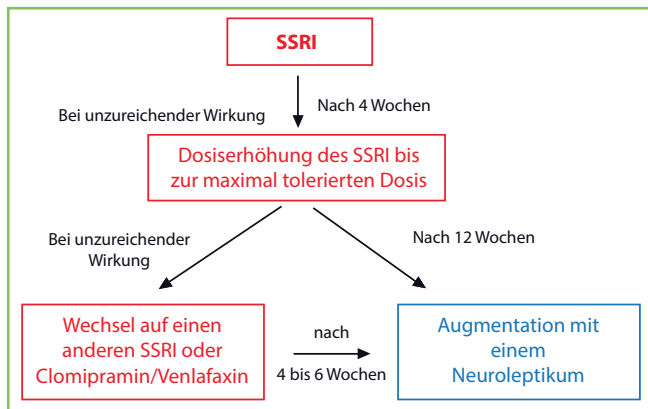 SSRI
Bei unzureichender Wirkung
Nach 4 Wochen
Dosiserhöhung des SSRI bis
zur maximal tolerierten Dosis
Bei unzureichender
Wirkung
Nach 12 Wochen
Wechsel auf einen
anderen SSRI oder
Clomipramin/Venlafaxin
nach
4 bis 6 Wochen
Augmentation mit
einem
Neuroleptikum